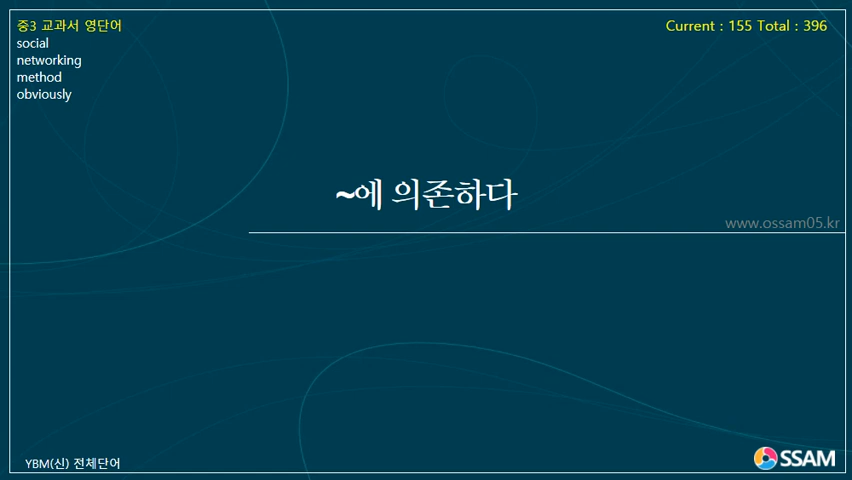 중3 교과서 영단어
Current : 155 Total : 396
social
networking
method
obviously
~에 의존하다
www.ossam05.kr
YBM(신) 전체단어
SSAM